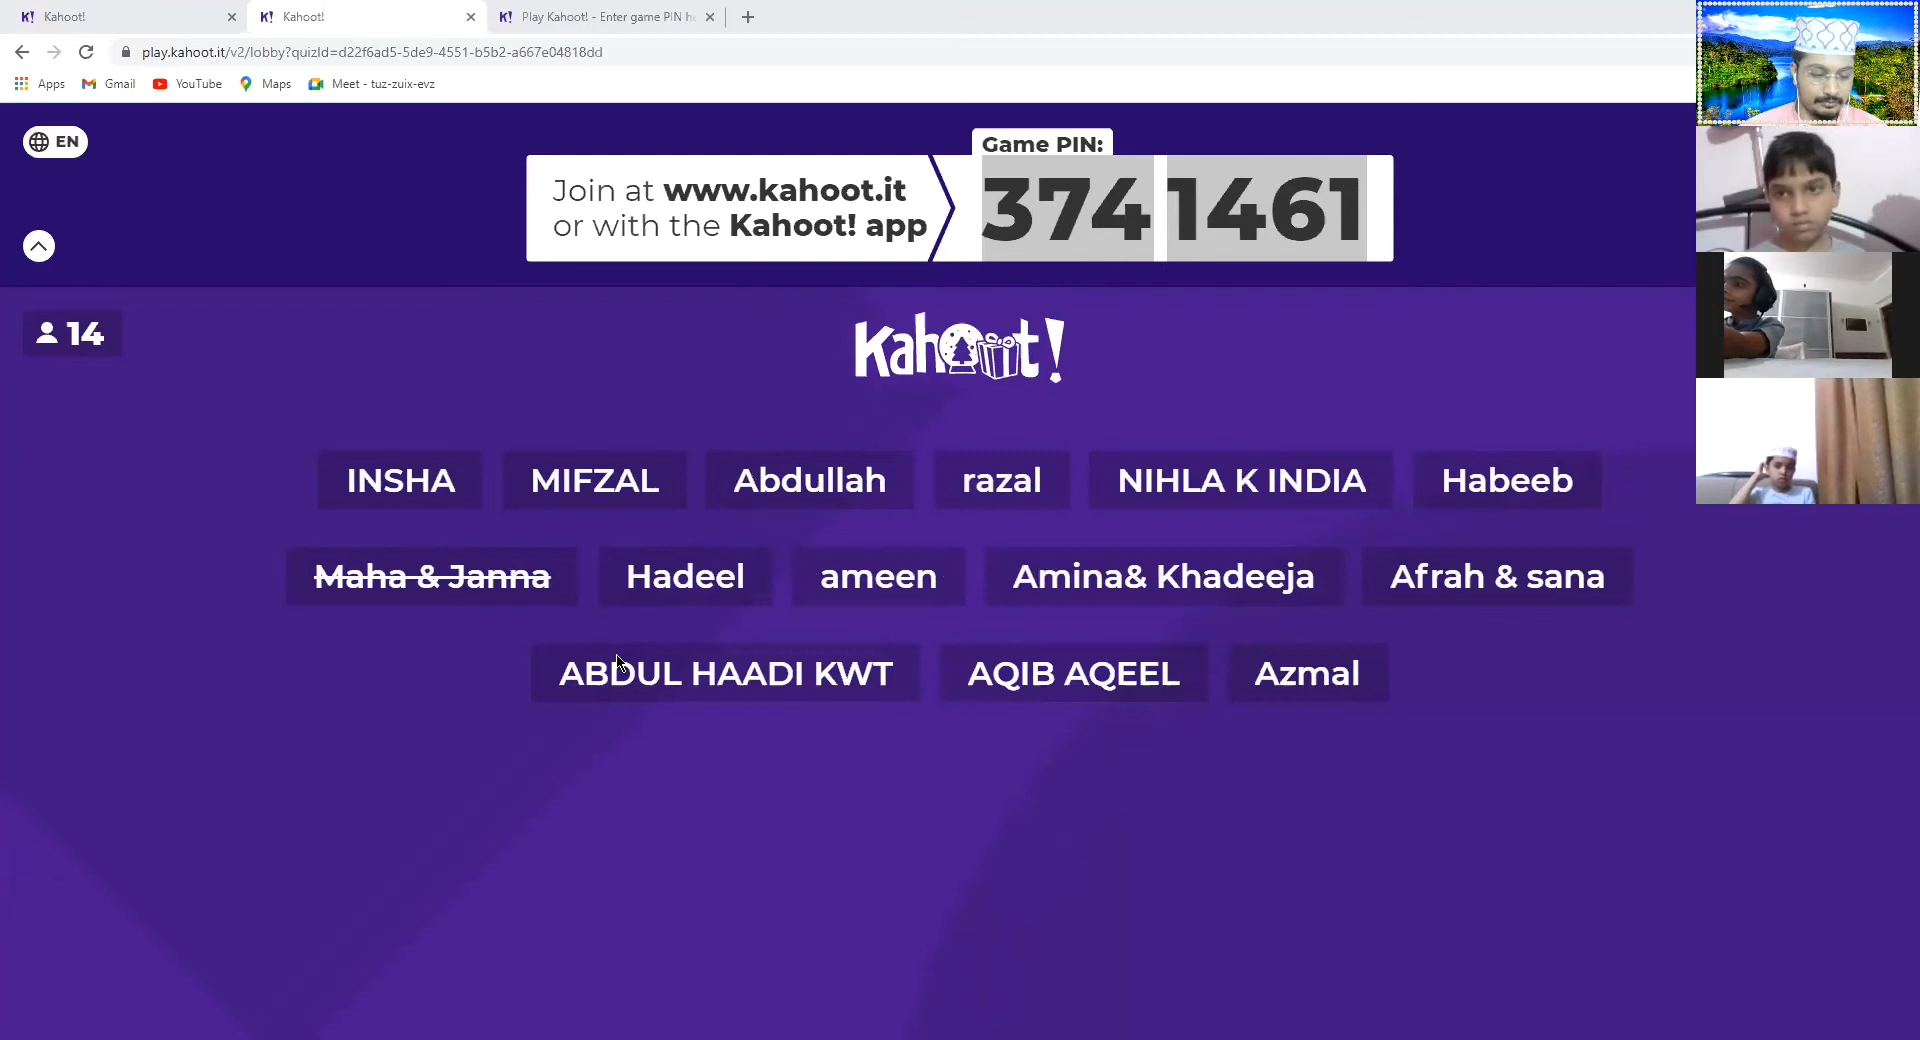 Kahoot!
Kahoot!
Play Kahoot! - Enter game PIN h
play.kahoot.it/v2/lobby?quizId=d22f6ad5-5de9-4551-b5b2-a667e04818dd
Apps
Gmail
YouTube
Maps
Meet - tuz-zuix-evz
EN
Join at www.kahoot.it
or with the Kahoot! app
Game PIN:
374 1461
14
Kahoot!
INSHA
MIFZAL
Abdullah
razal
NIHLA K INDIA
Habeeb
Maha & Janna
Hadeel
ameen
Amina& Khadeeja
Afrah & sana
ABDUL HAADI KWT
AQIB AQEEL
Azmal